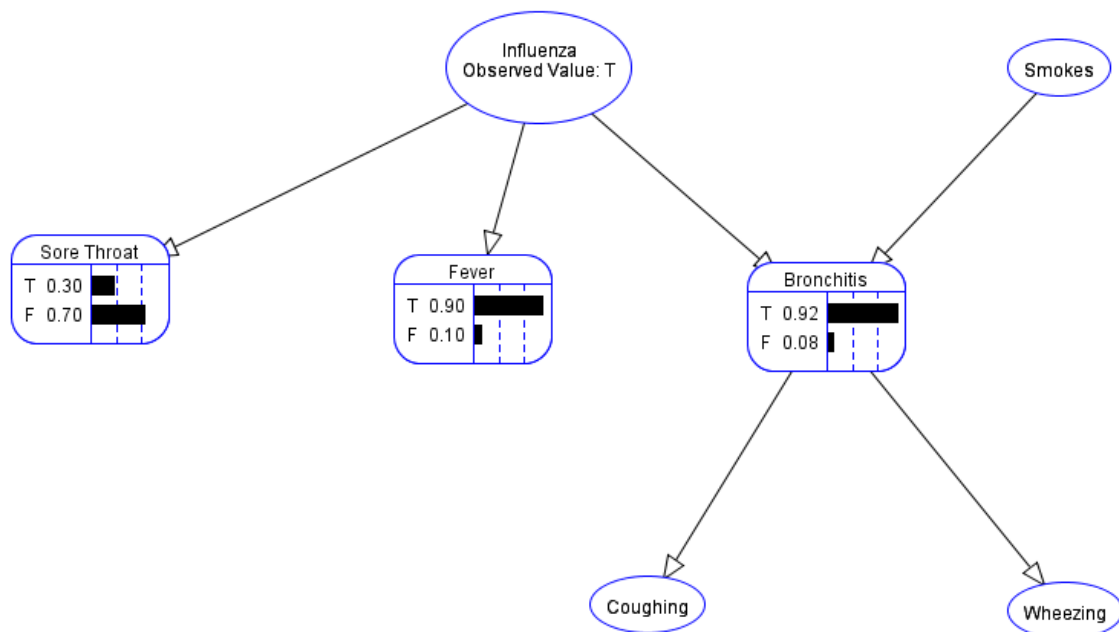 Influenza
Observed Value: T
Smokes
Sore Throat
T 0.30
F 0.70
Fever
T 0.90
F 0.10
Bronchitis
T 0.92
F 0.08
Coughing
Wheezing